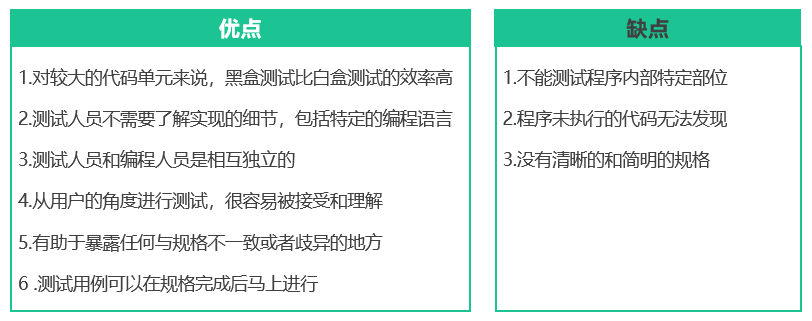 优点
1.对较大的代码单元来说，黑盒测试比白盒测试的效率高
2.测试人员不需要了解实现的细节，包括特定的编程语言
3.测试人员和编程人员是相互独立的
4.从用户的角度进行测试，很容易被接受和理解
5.有助于暴露任何与规格不一致或者歧异的地方
6 .测试用例可以在规格完成后马上进行
缺点
1.不能测试程序内部特定部位
2.程序未执行的代码无法发现
3.没有清晰的和简明的规格